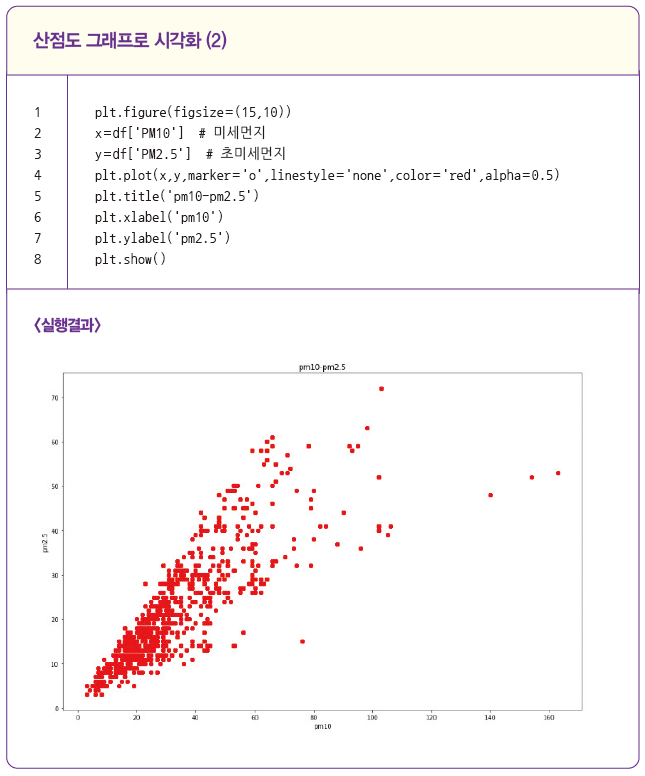 산점도 그래프로 시각화 (2)
1 plt.figure(figsize=(15,10))
2 x=df['PM10'] # 미세먼지
3 y=df['PM2.5'] # 초미세먼지
4 plt.plot(x,y,marker='o',linestyle='none',color='red',alpha=0.5)
5 plt.title('pm10-pm2.5')
6 plt.xlabel('pm10')
7 plt.ylabel('pm2.5')
8 plt.show()
<실행결과>
pm10-pm2.5
70
60
50
40
pm2.5
30
20
10
0
0 20 40 60 80 100 120 140 160
pm10